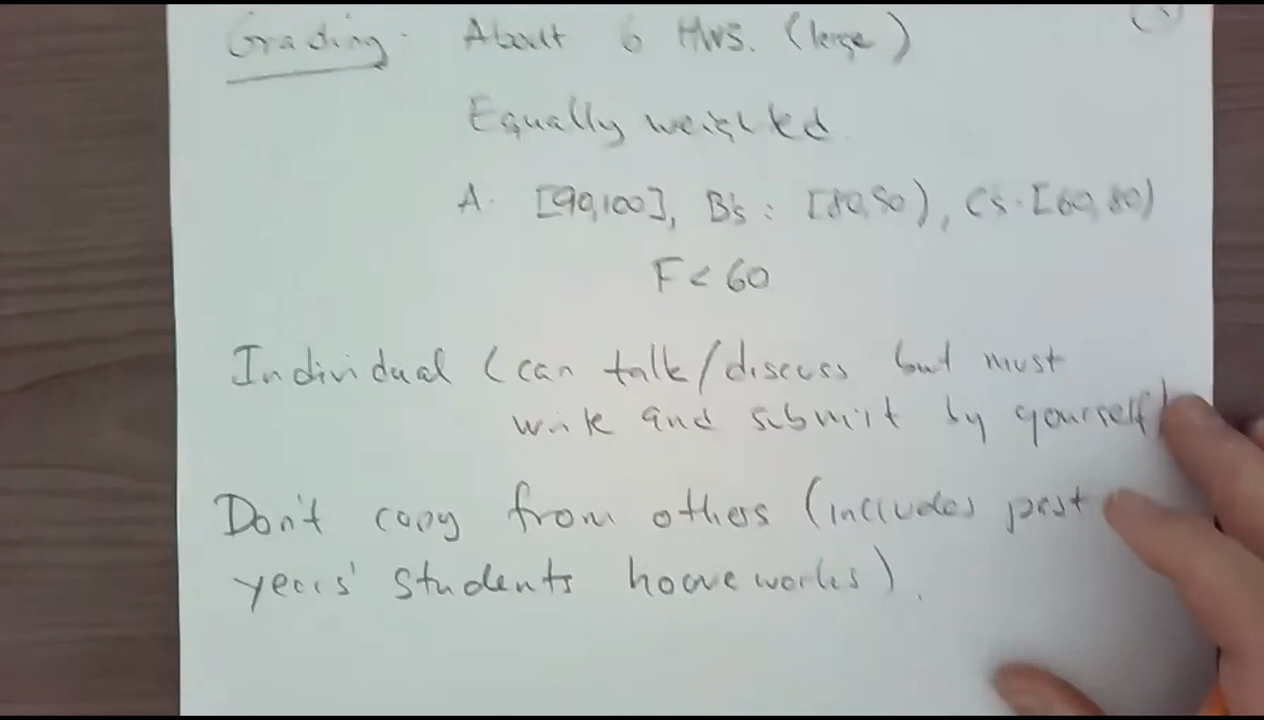 Grading. About 6 HWs. (large)
Equally weighted.
A: [90,100], B's: [80,90), C's: [60,80)
F < 60
Individual (can talk/discuss but must
write and submit by yourself)
Don't copy from others (includes past
years' students homeworks).